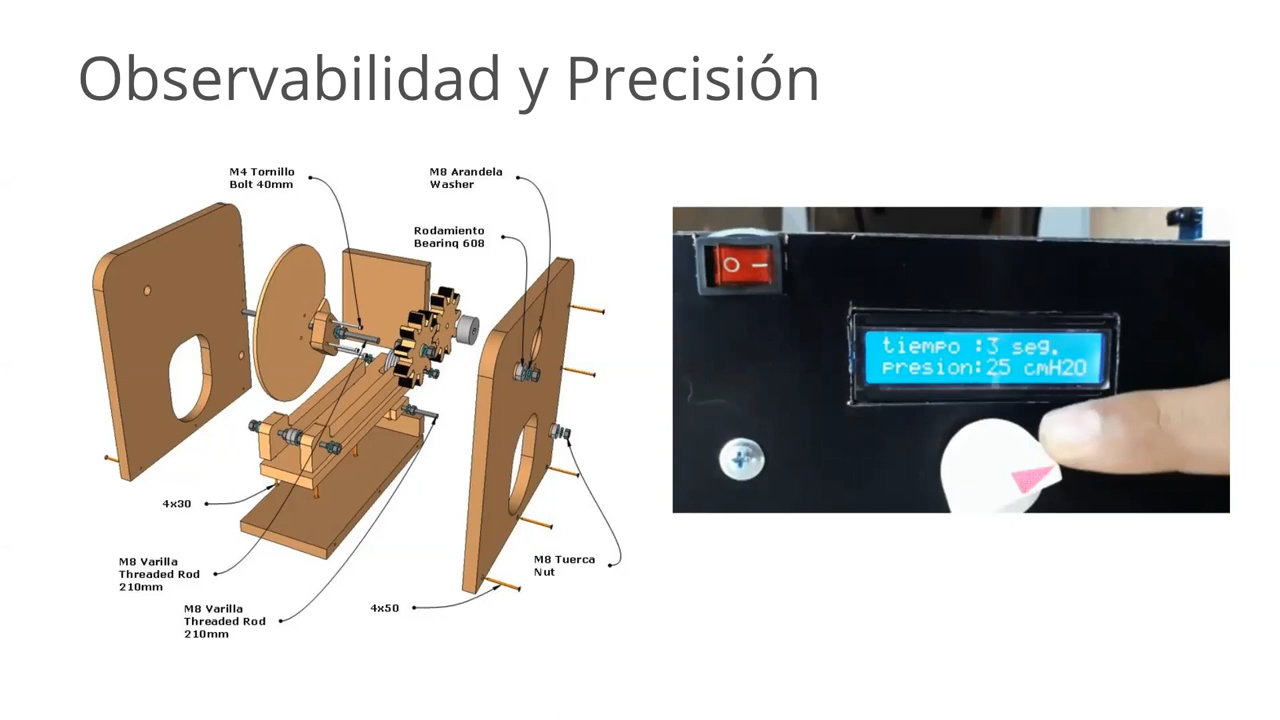 Observabilidad y Precisión
M4 Tornillo
Bolt 40mm
M8 Arandela
Washer
Rodamiento
Bearing 608
4x30
M8 Varilla
Threaded Rod
210mm
M8 Varilla
Threaded Rod
210mm
4x50
M8 Tuerca
Nut
O I
tiempo :3 seg.
presion:25 cmH2O